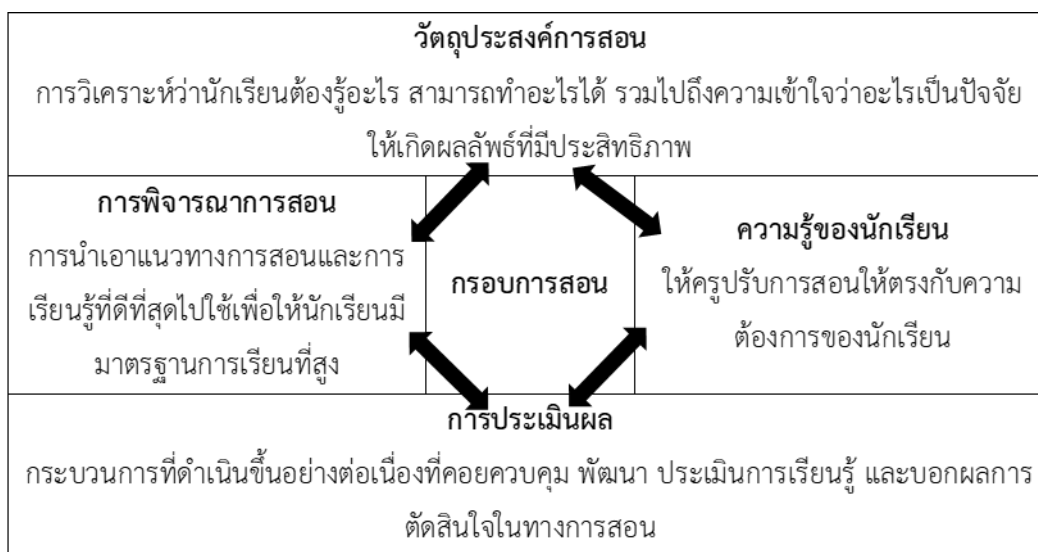 วัตถุประสงค์การสอน
การวิเคราะห์ว่านักเรียนต้องรู้อะไร สามารถทำอะไรได้ รวมไปถึงความเข้าใจว่าอะไรเป็นปัจจัย
ให้เกิดผลลัพธ์ที่มีประสิทธิภาพ
การพิจารณาการสอน
การนำเอาแนวทางการสอนและการ
เรียนรู้ที่ดีที่สุดไปใช้เพื่อให้นักเรียนมี
มาตรฐานการเรียนที่สูง
กรอบการสอน
ความรู้ของนักเรียน
ให้ครูปรับการสอนให้ตรงกับความ
ต้องการของนักเรียน
การประเมินผล
กระบวนการที่ดำเนินขึ้นอย่างต่อเนื่องที่คอยควบคุม พัฒนา ประเมินการเรียนรู้ และบอกผลการ
ตัดสินใจในทางการสอน